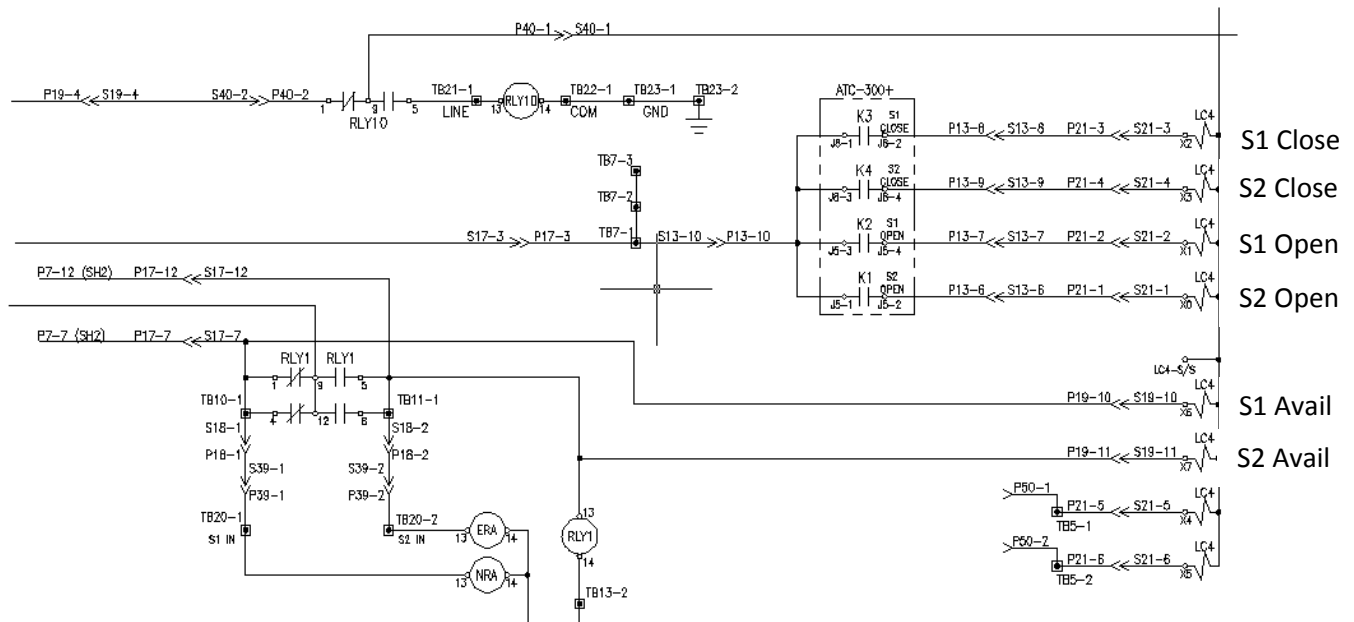 P40-1 S40-1
P19-4 S19-4 S40-2 P40-2 TB21-1 RLY10 TB22-1 TB23-1 TB23-2
1 9 5 13 14
RLY10 LINE COM GND
ATC-300+
K3 S1 CLOSE P13-8 S13-8 P21-3 S21-3 LC4 S1 Close
J6-1 J6-2 X2
TB7-3
K4 S2 CLOSE P13-9 S13-9 P21-4 S21-4 LC4 S2 Close
J6-3 J6-4 X3
TB7-2
S17-3 P17-3 TB7-1 S13-10 P13-10 K2 S1 OPEN P13-7 S13-7 P21-2 S21-2 LC4 S1 Open
J5-3 J5-4 X1
P7-12 (SH2) P17-12 S17-12
K1 S2 OPEN P13-6 S13-6 P21-1 S21-1 LC4 S2 Open
J5-1 J5-2 X0
P7-7 (SH2) P17-7 S17-7
RLY1 RLY1 LC4-S/S
1 9 5
TB10-1 TB11-1 P19-10 S19-10 LC4 S1 Avail
4 12 6 X6
S18-1 S18-2
P18-1 P18-2 P19-11 S19-11 LC4 S2 Avail
X7
S39-1 S39-2
P39-1 P39-2 P50-1 P21-5 S21-5 LC4
TB5-1 X4
TB20-1 TB20-2 ERA 13
S1 IN S2 IN 13 14 RLY1
P50-2 P21-6 S21-6 LC4
14 TB5-2 X5
NRA
13 14
TB13-2